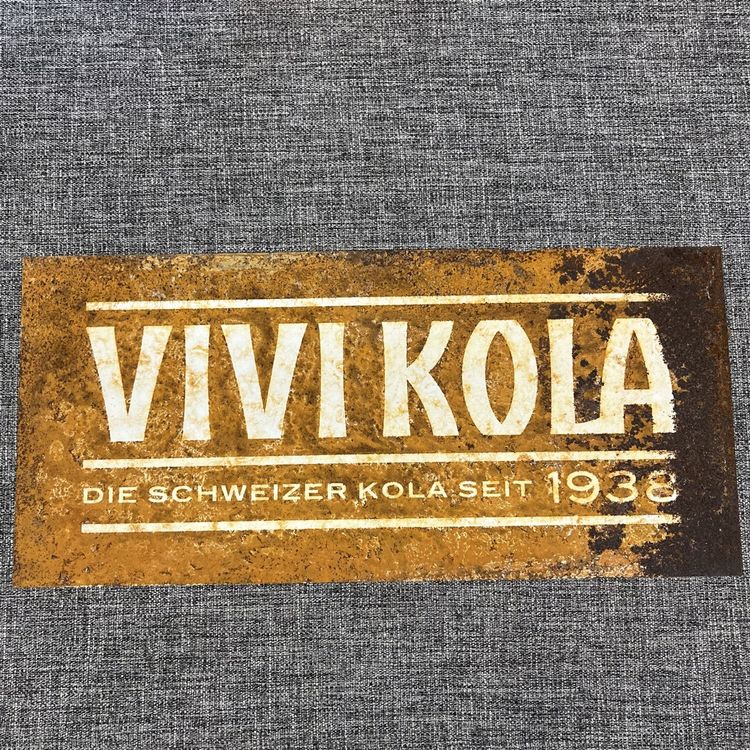 VIVI KOLA
DIE SCHWEIZER KOLA SEIT 1938